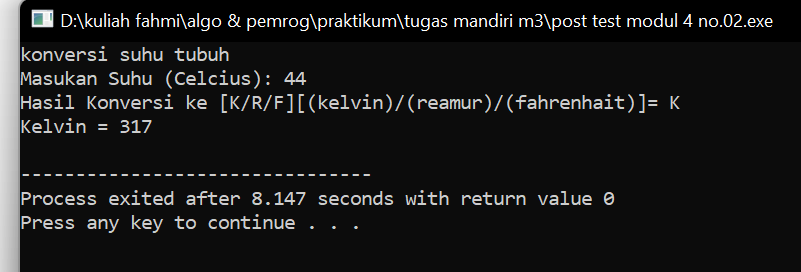 D:\kuliah fahmi\algo & pemrog\praktikum\tugas mandiri m3\post test modul 4 no.02.exe
konversi suhu tubuh
Masukan Suhu (Celcius): 44
Hasil Konversi ke [K/R/F][(kelvin)/(reamur)/(fahrenhait)]= K
Kelvin = 317
--------------------------------
Process exited after 8.147 seconds with return value 0
Press any key to continue . . .